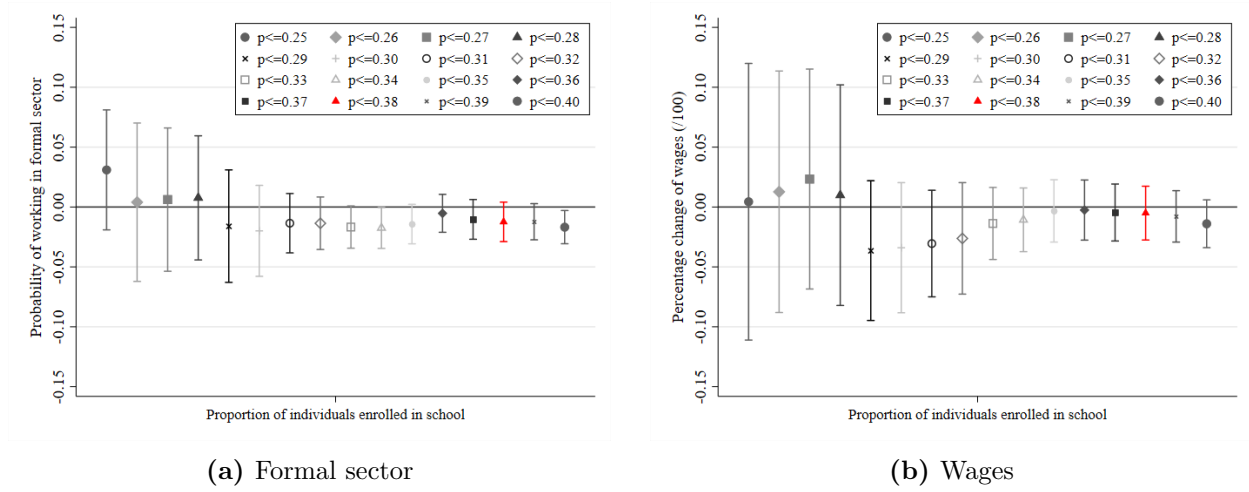 0.15
0.10
0.05
0.00
-0.05
-0.10
-0.15
Probability of working in formal sector
p<=0.25 p<=0.26 p<=0.27 p<=0.28
p<=0.29 p<=0.30 p<=0.31 p<=0.32
p<=0.33 p<=0.34 p<=0.35 p<=0.36
p<=0.37 p<=0.38 p<=0.39 p<=0.40
Proportion of individuals enrolled in school
(a) Formal sector
0.15
0.10
0.05
0.00
-0.05
-0.10
-0.15
Percentage change of wages (/100)
p<=0.25 p<=0.26 p<=0.27 p<=0.28
p<=0.29 p<=0.30 p<=0.31 p<=0.32
p<=0.33 p<=0.34 p<=0.35 p<=0.36
p<=0.37 p<=0.38 p<=0.39 p<=0.40
Proportion of individuals enrolled in school
(b) Wages